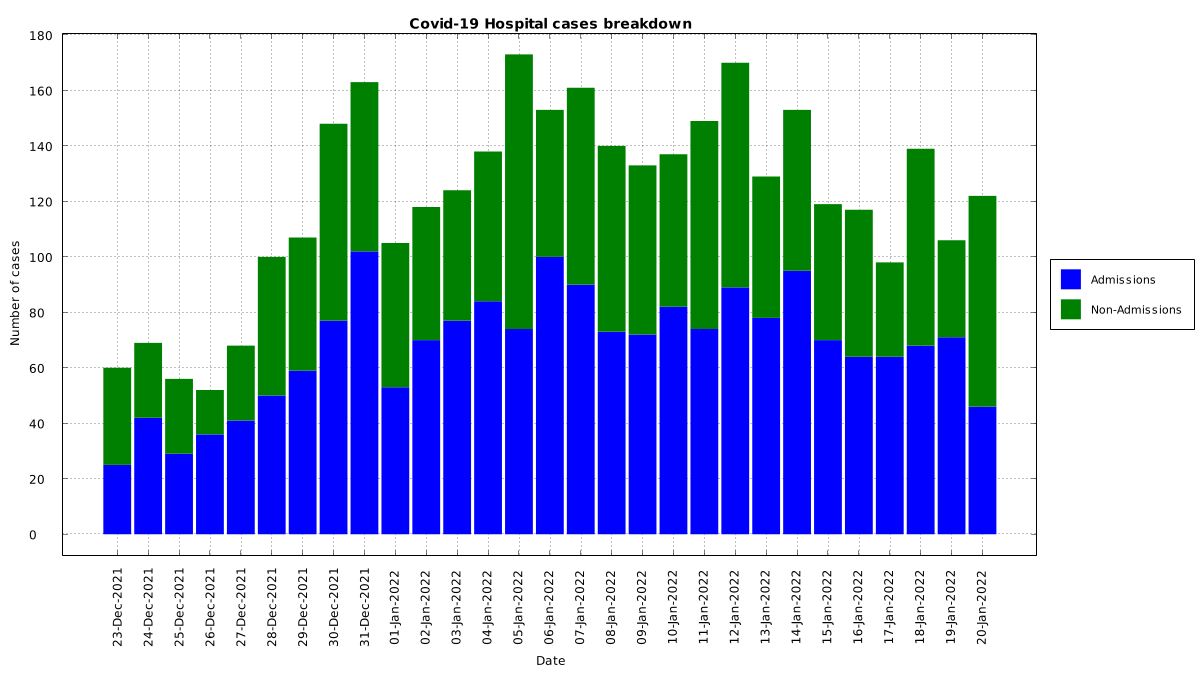 Covid-19 Hospital cases breakdown
180
160
140
120
100
80
60
40
20
0
Number of cases
23-Dec-2021
24-Dec-2021
25-Dec-2021
26-Dec-2021
27-Dec-2021
28-Dec-2021
29-Dec-2021
30-Dec-2021
31-Dec-2021
01-Jan-2022
02-Jan-2022
03-Jan-2022
04-Jan-2022
05-Jan-2022
06-Jan-2022
07-Jan-2022
08-Jan-2022
09-Jan-2022
10-Jan-2022
11-Jan-2022
12-Jan-2022
13-Jan-2022
14-Jan-2022
15-Jan-2022
16-Jan-2022
17-Jan-2022
18-Jan-2022
19-Jan-2022
20-Jan-2022
Date
Admissions
Non-Admissions